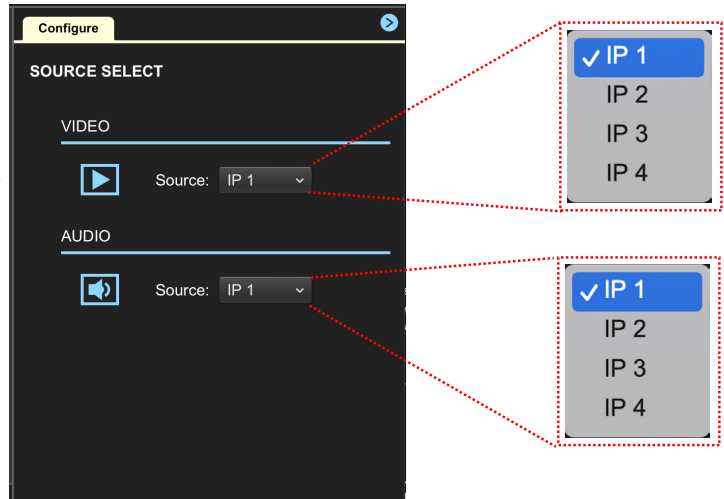 Configure
SOURCE SELECT
VIDEO
Source: IP 1
AUDIO
Source: IP 1
✓ IP 1
IP 2
IP 3
IP 4
✓ IP 1
IP 2
IP 3
IP 4